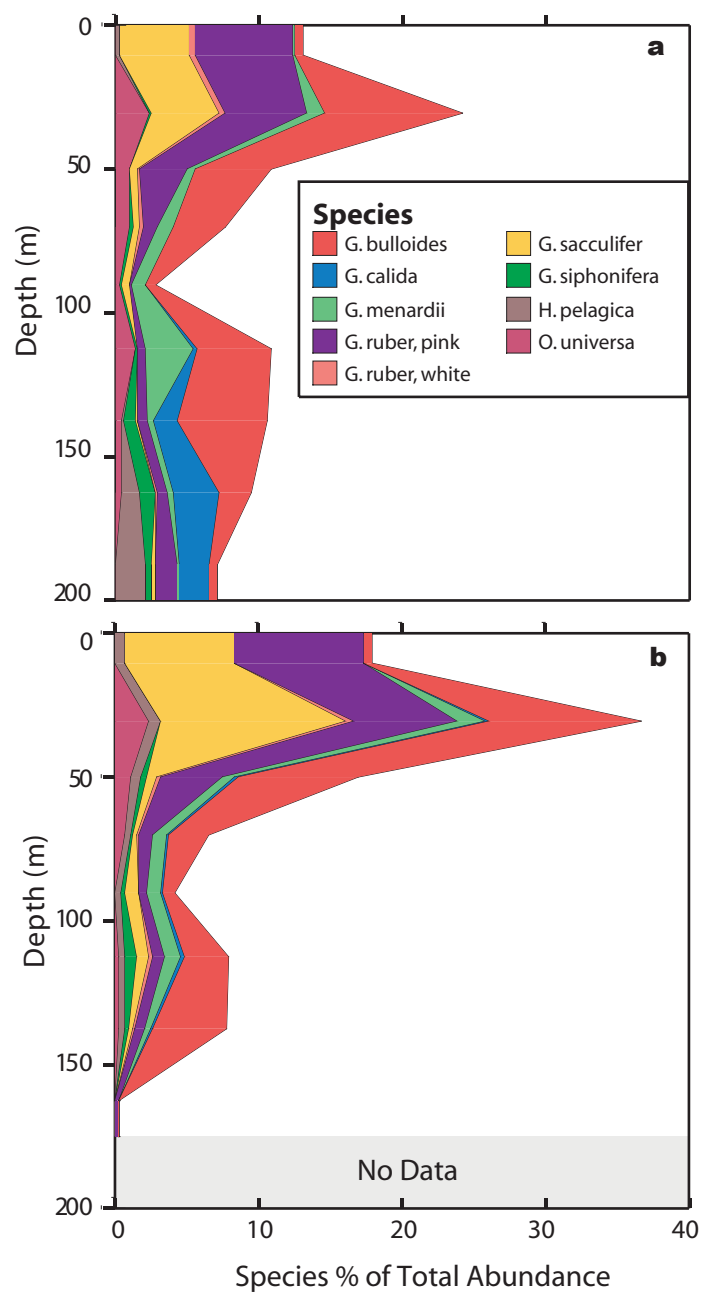 0
a
50
Species
G. bulloides
G. sacculifer
G. calida
G. siphonifera
G. menardii
H. pelagica
G. ruber, pink
O. universa
G. ruber, white
100
Depth (m)
150
200
0
b
50
100
Depth (m)
150
No Data
200
0 10 20 30 40
Species % of Total Abundance